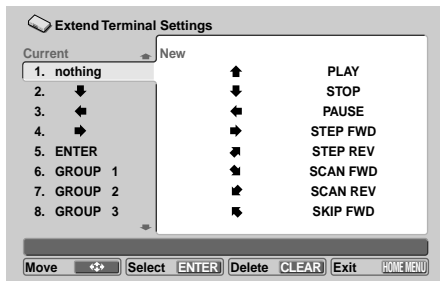 Extend Terminal Settings
Current New
1. nothing PLAY
2. STOP
3. PAUSE
4. STEP FWD
5. ENTER STEP REV
6. GROUP 1 SCAN FWD
7. GROUP 2 SCAN REV
8. GROUP 3 SKIP FWD
Move Select ENTER Delete CLEAR Exit HOME MENU